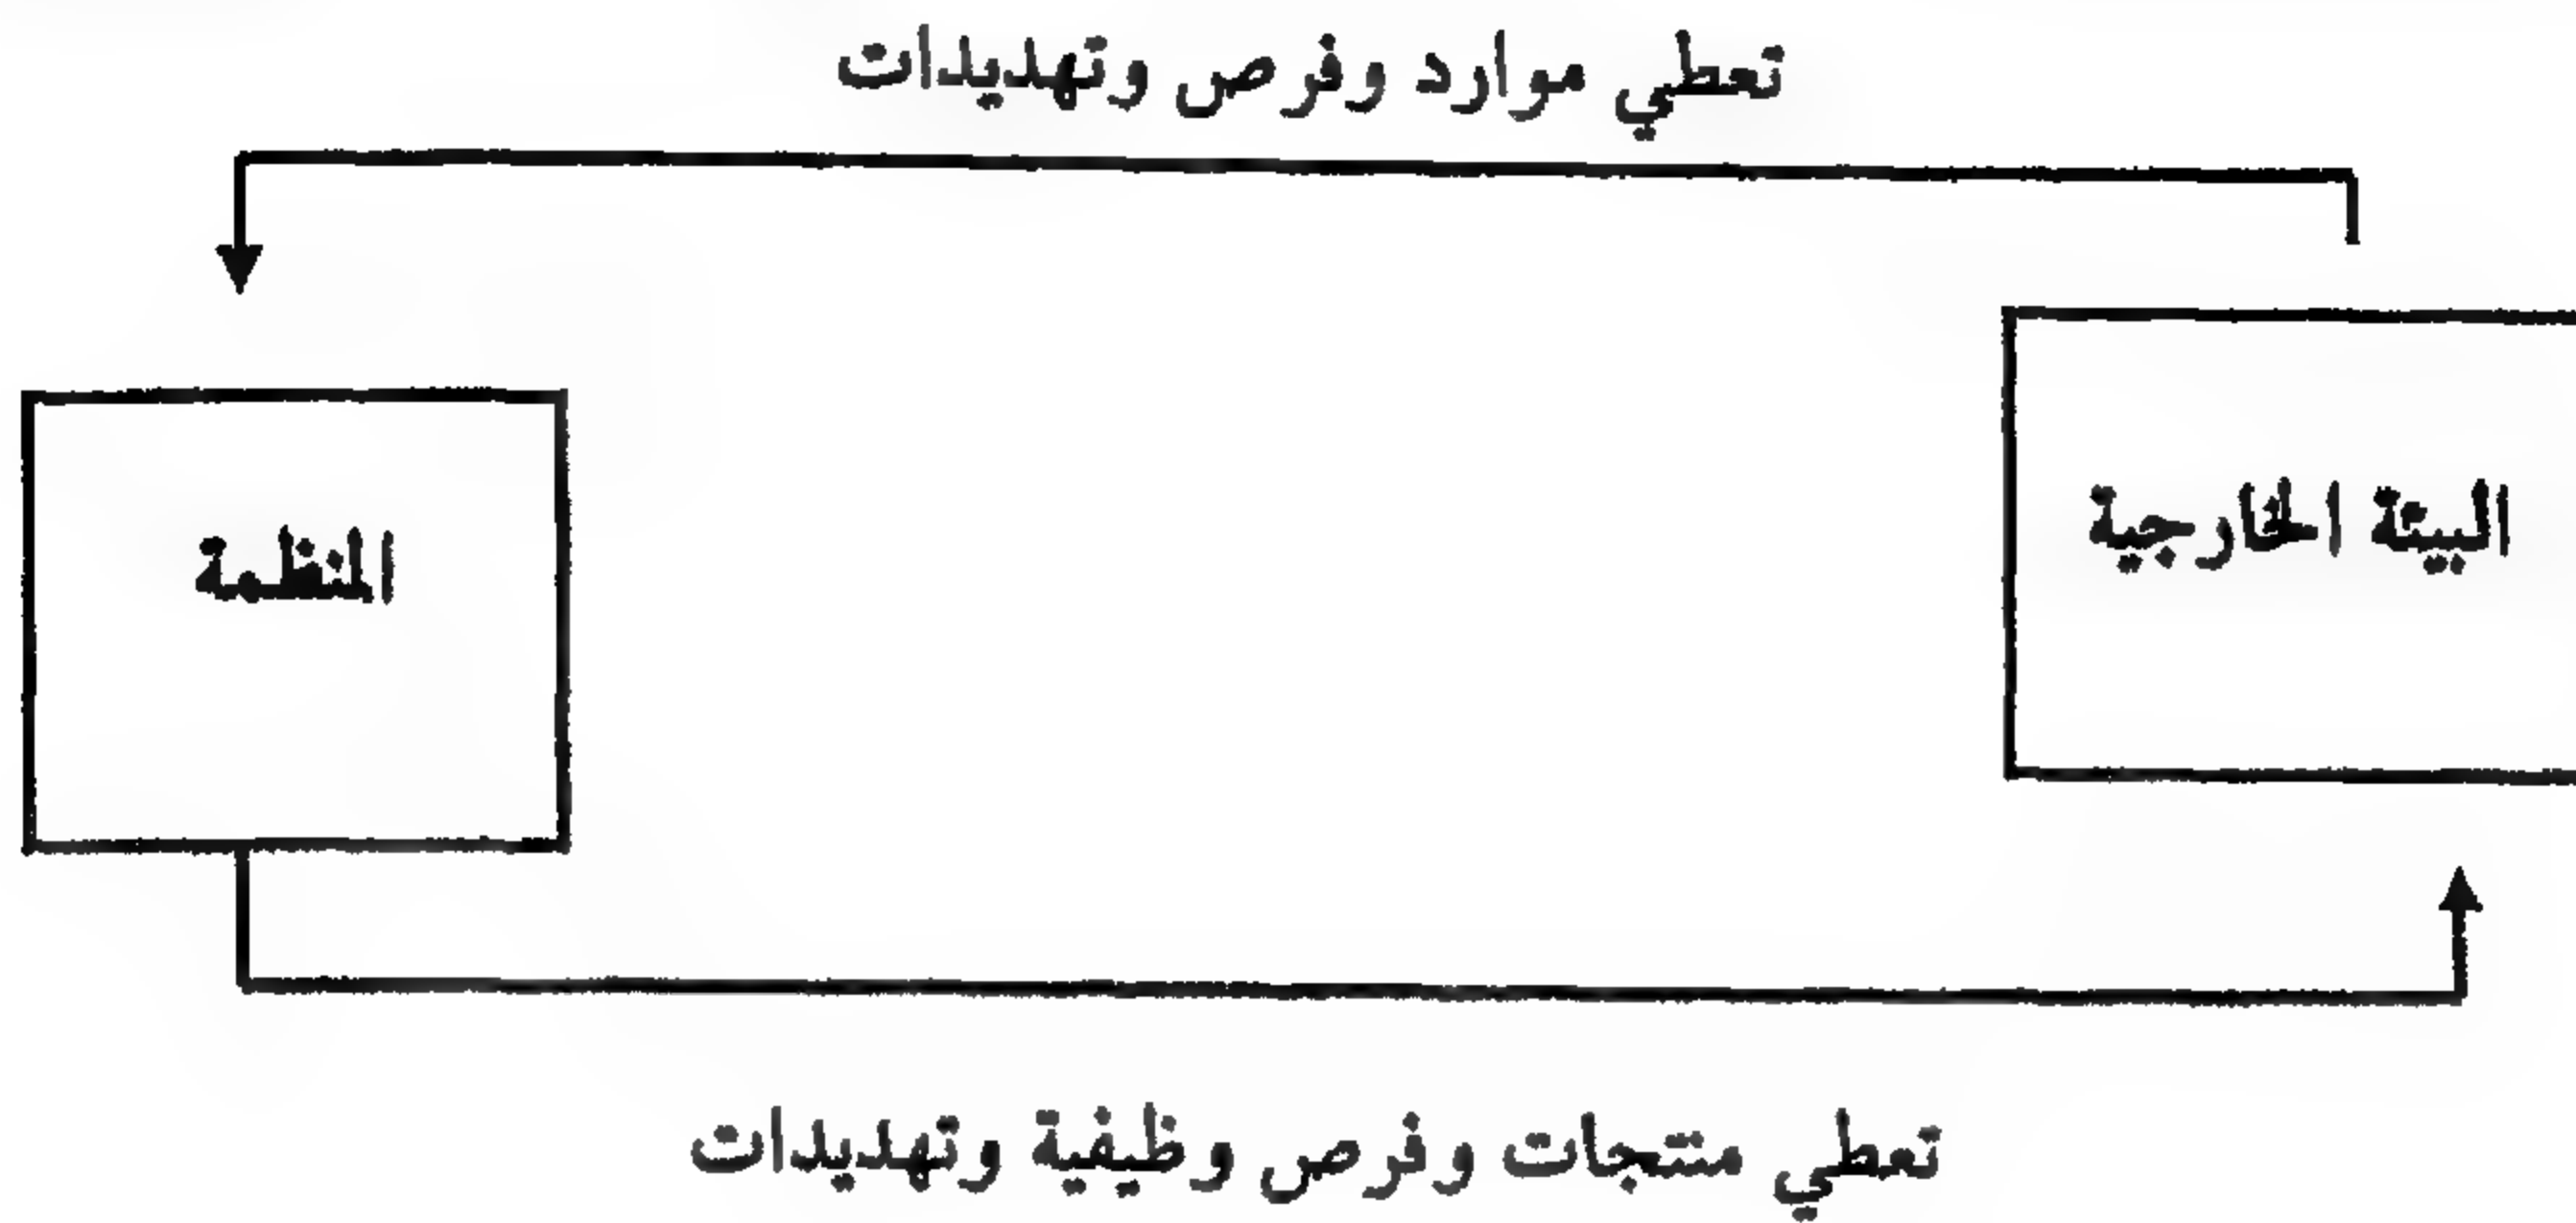 تعطي موارد وفرص وتهديدات
البيئة الخارجية
المنظمة
تعطي منتجات وفرص وظيفية وتهديدات